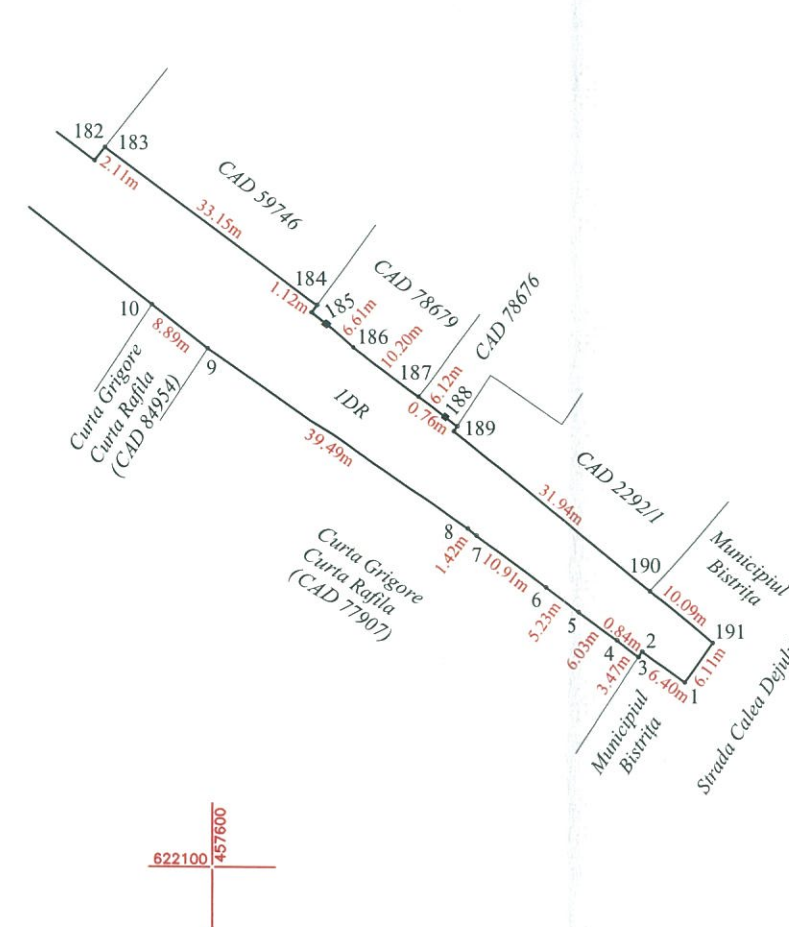 182
183
2.11m
CAD 59746
33.15m
184
1.12m
185
CAD 78679
6.61m
186
10.20m
CAD 78676
187
6.12m
0.76m
188
189
10
8.89m
9
Curta Grigore
Curta Rafila
(CAD 84954)
1DR
39.49m
CAD 2292/1
31.94m
8
1.42m
7
10.91m
Curta Grigore
Curta Rafila
(CAD 77907)
6
5.23m
5
6.03m
4
0.84m
2
3.47m
3
6.40m
1
190
Municipiul
Bistrița
10.09m
191
6.11m
Municipiul
Bistrița
Strada Calea
622100
457600